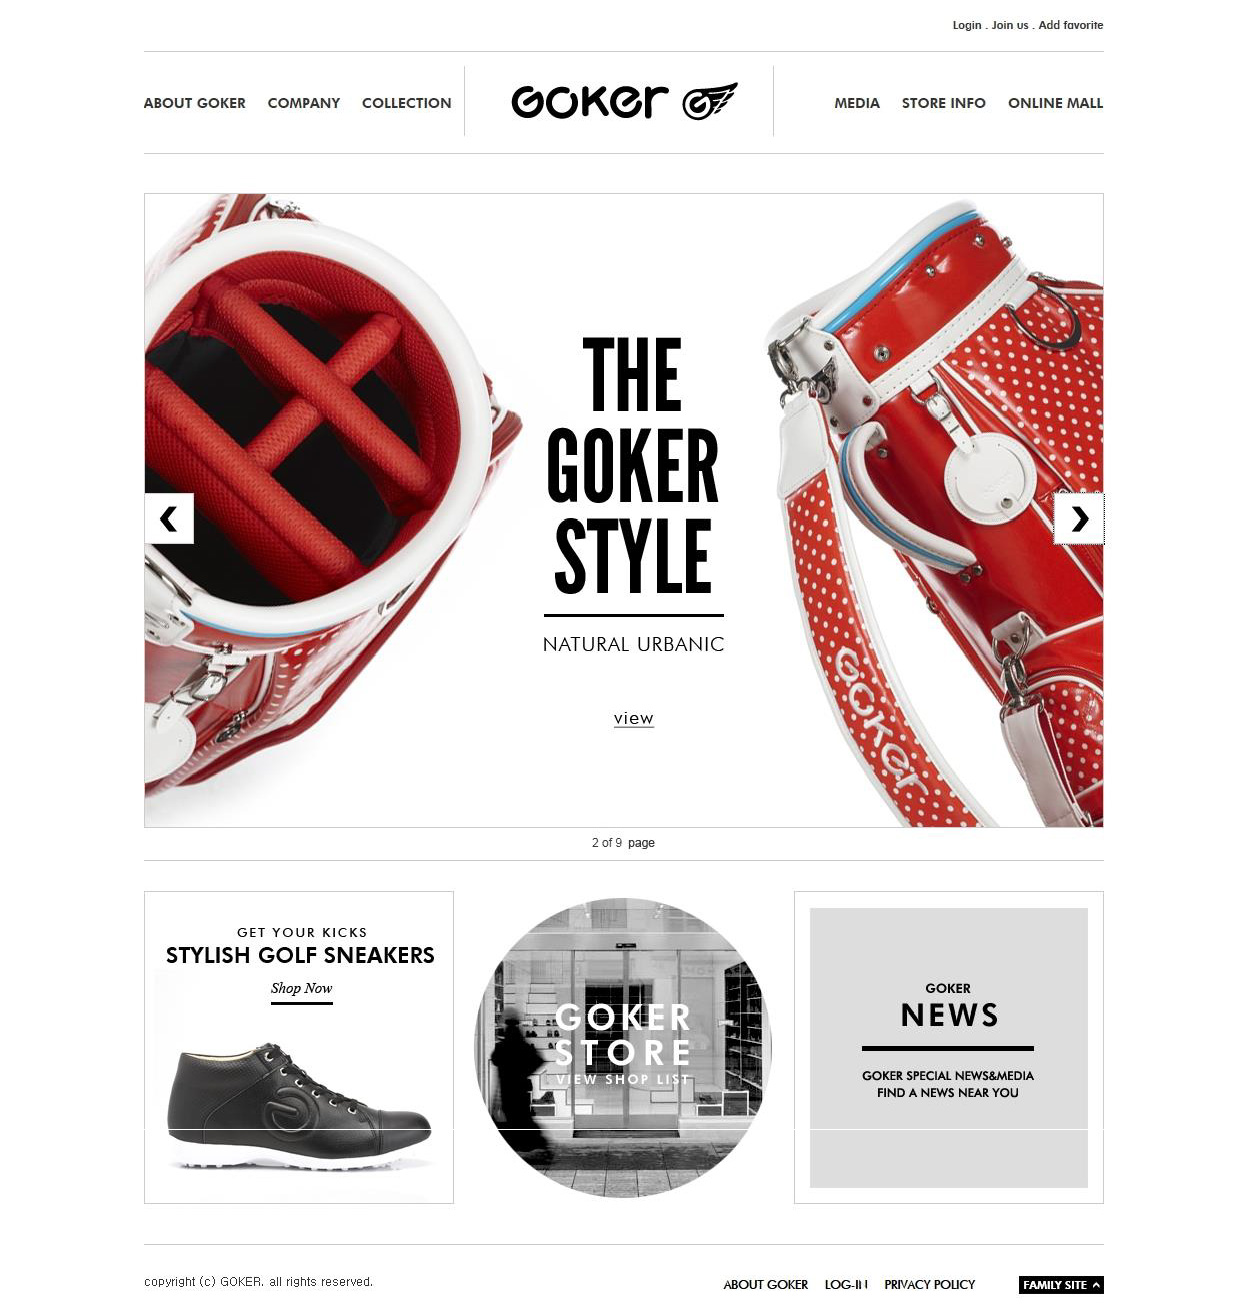 Login . Join us . Add favorite
ABOUT GOKER COMPANY COLLECTION GOKER MEDIA STORE INFO ONLINE MALL
THE
GOKER
STYLE
NATURAL URBANIC
view
GOKER
2 of 9 page
GET YOUR KICKS
STYLISH GOLF SNEAKERS
Shop Now
GOKER
STORE
VIEW SHOP LIST
GOKER
NEWS
GOKER SPECIAL NEWS&MEDIA
FIND A NEWS NEAR YOU
copyright (c) GOKER. all rights reserved.
ABOUT GOKER LOG-IN PRIVACY POLICY FAMILY SITE